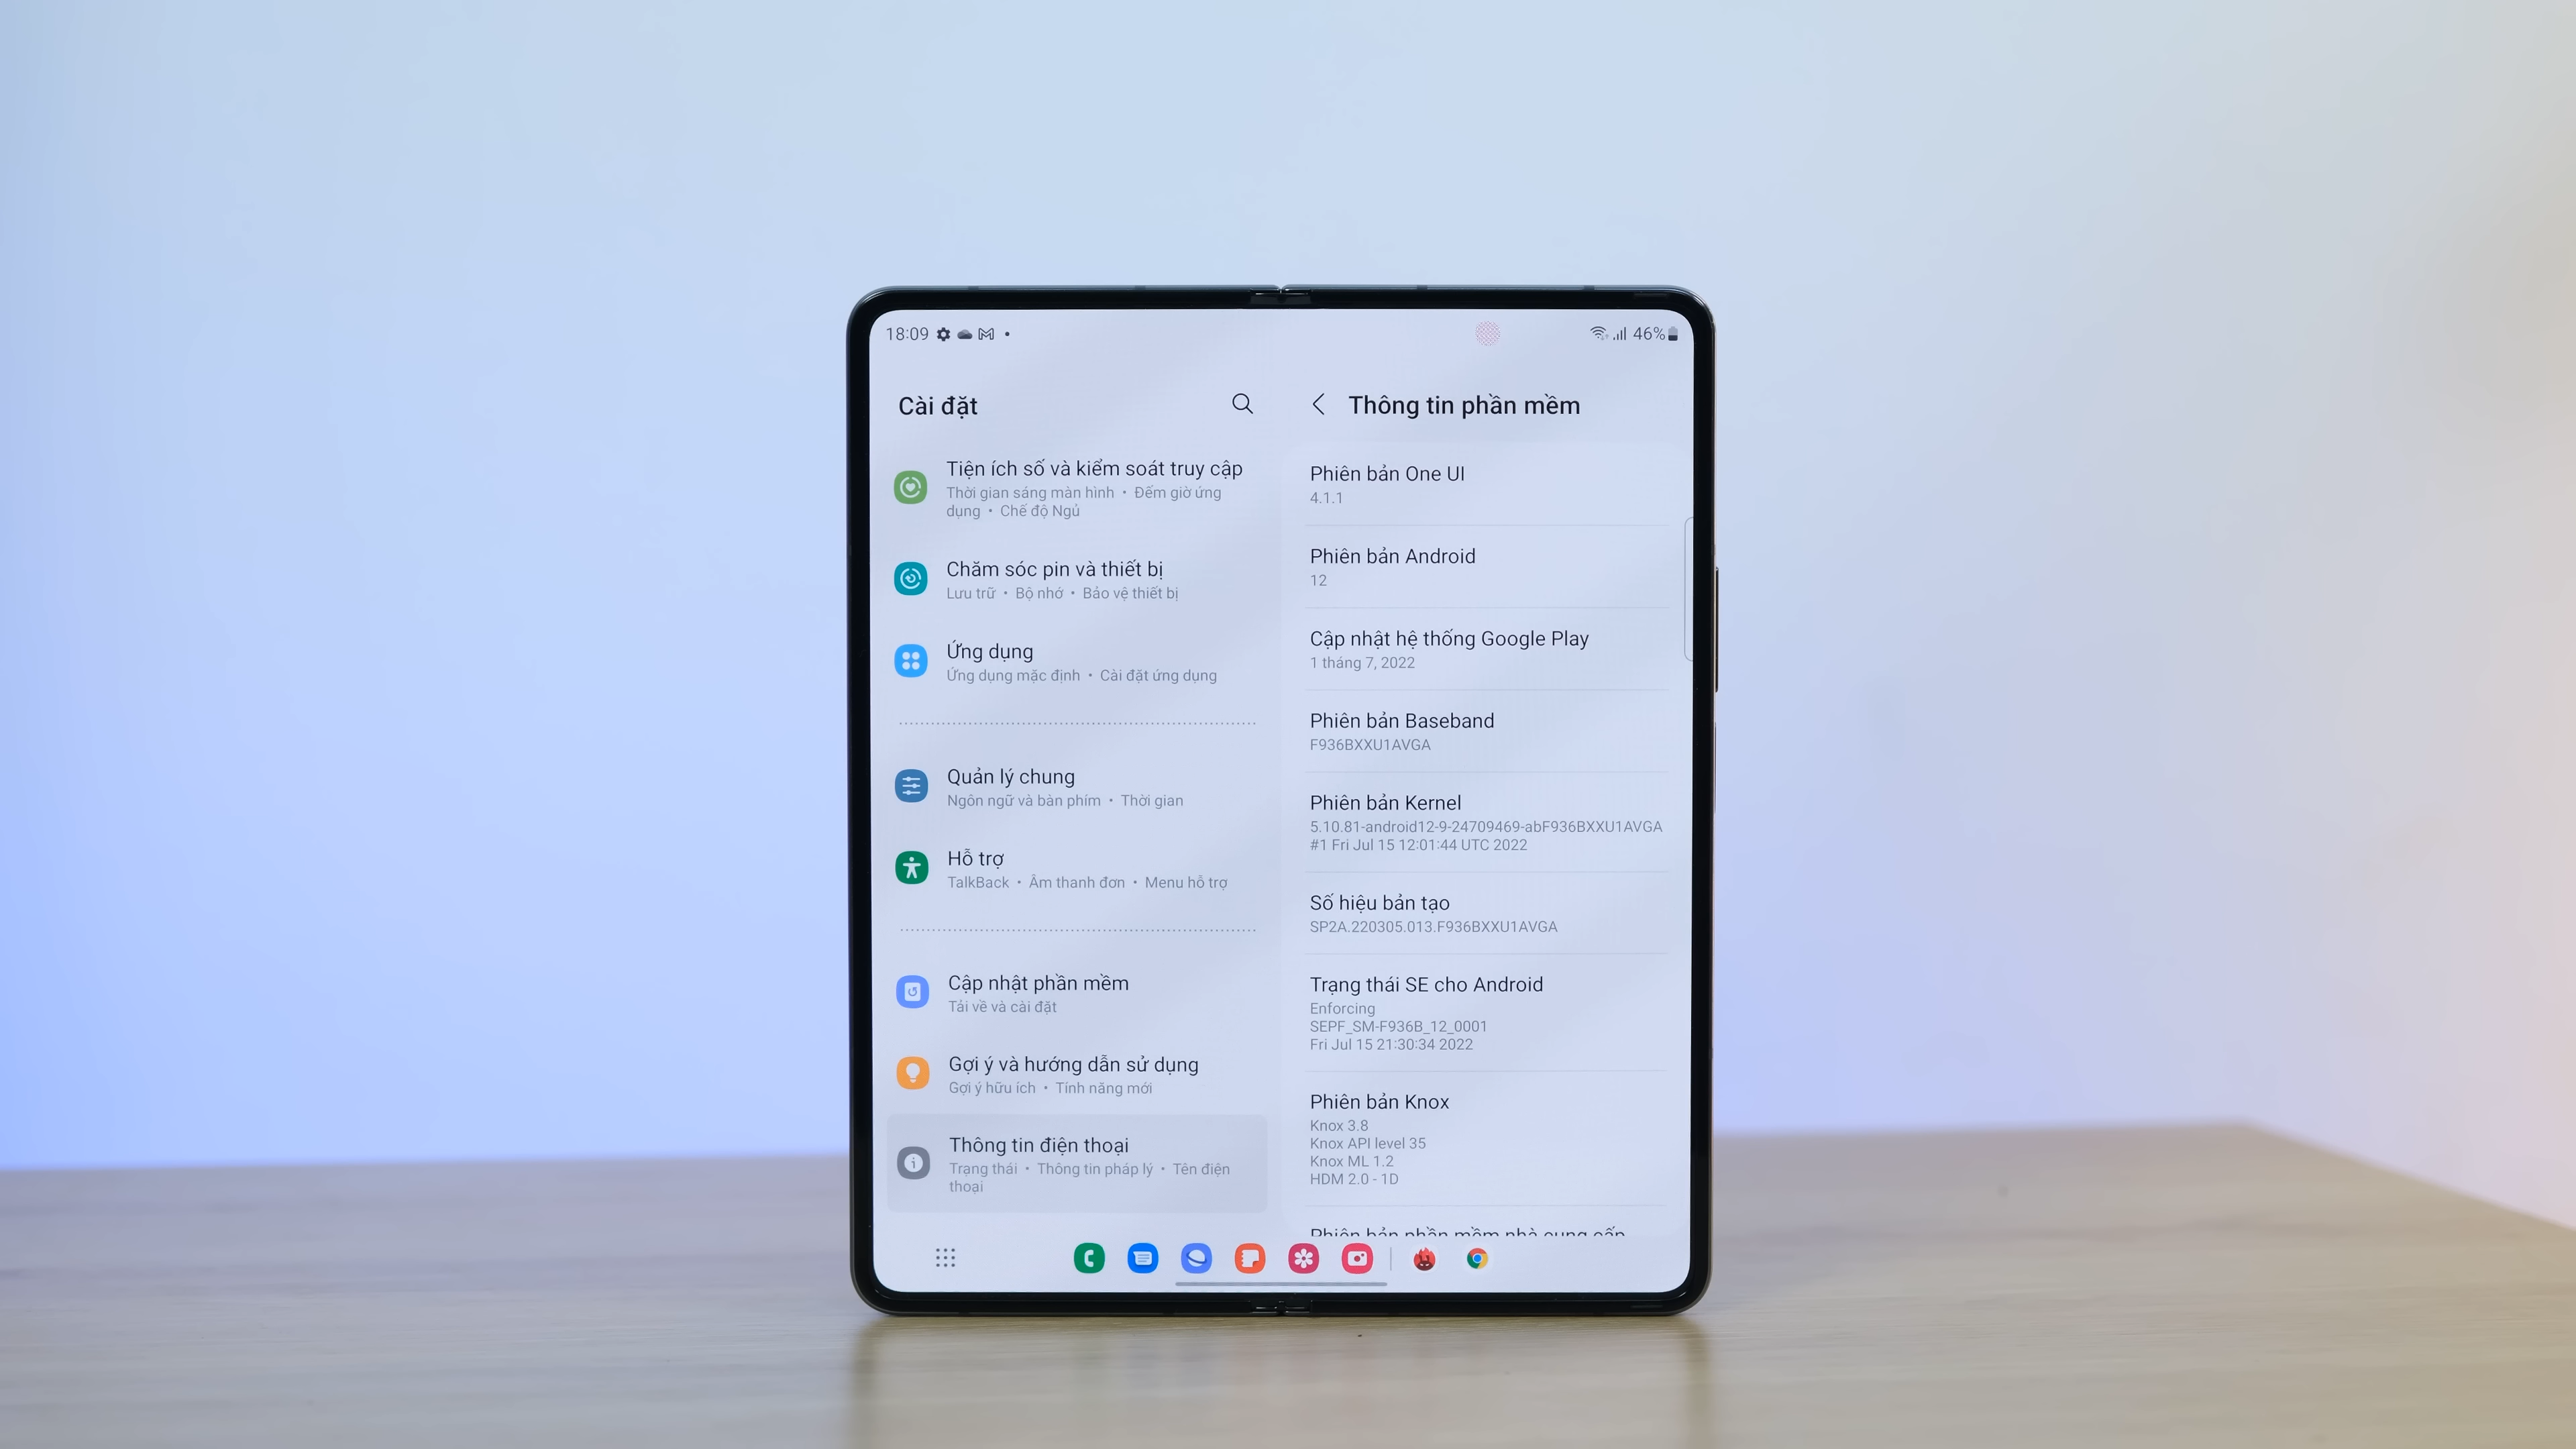 18:09
46%
Cài đặt
Tiện ích số và kiểm soát truy cập
Thời gian sáng màn hình • Đếm giờ ứng
dụng • Chế độ Ngủ
Chăm sóc pin và thiết bị
Lưu trữ • Bộ nhớ • Bảo vệ thiết bị
Ứng dụng
Ứng dụng mặc định • Cài đặt ứng dụng
Quản lý chung
Ngôn ngữ và bàn phím • Thời gian
Hỗ trợ
TalkBack • Âm thanh đơn • Menu hỗ trợ
Cập nhật phần mềm
Tải về và cài đặt
Gợi ý và hướng dẫn sử dụng
Gợi ý hữu ích • Tính năng mới
Thông tin điện thoại
Trạng thái • Thông tin pháp lý • Tên điện
thoại
Thông tin phần mềm
Phiên bản One UI
4.1.1
Phiên bản Android
12
Cập nhật hệ thống Google Play
1 tháng 7, 2022
Phiên bản Baseband
F936BXXU1AVGA
Phiên bản Kernel
5.10.81-android12-9-24709469-abF936BXXU1AVGA
#1 Fri Jul 15 12:01:44 UTC 2022
Số hiệu bản tạo
SP2A.220305.013.F936BXXU1AVGA
Trạng thái SE cho Android
Enforcing
SEPF_SM-F936B_12_0001
Fri Jul 15 21:30:34 2022
Phiên bản Knox
Knox 3.8
Knox API level 35
Knox ML 1.2
HDM 2.0 - 1D
Phiên bản phần mềm nhà cung cấp